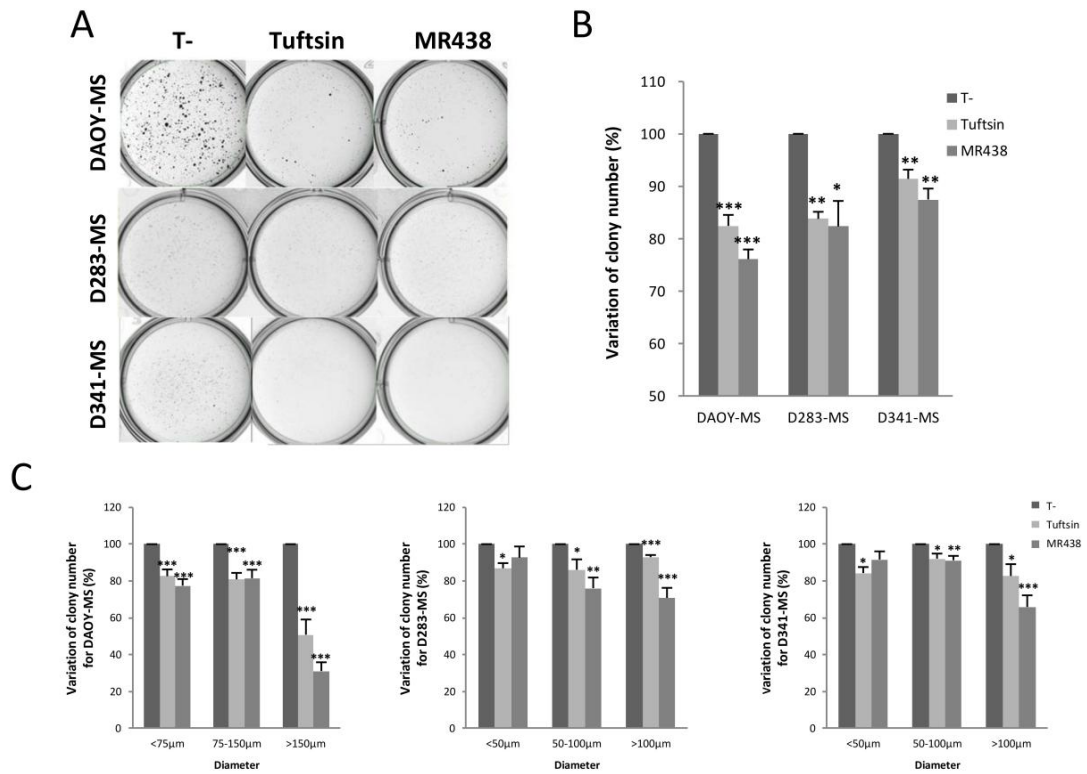 A
T-
Tuftsin
MR438
DAOY-MS
D283-MS
D341-MS
B
Variation of clony number (%)
110
100
90
80
70
60
50
T-
Tuftsin
MR438
***
***
**
*
**
**
DAOY-MS
D283-MS
D341-MS
C
Variation of clony number
for DAOY-MS (%)
120
100
80
60
40
20
0
***
***
***
***
***
***
<75µm
75-150µm
>150µm
Diameter
Variation of clony number
for D283-MS (%)
120
100
80
60
40
20
0
*
*
**
***
***
<50µm
50-100µm
>100µm
Diameter
Variation of clony number
for D341-MS (%)
120
100
80
60
40
20
0
*
*
**
*
***
<50µm
50-100µm
>100µm
Diameter
T-
Tuftsin
MR438